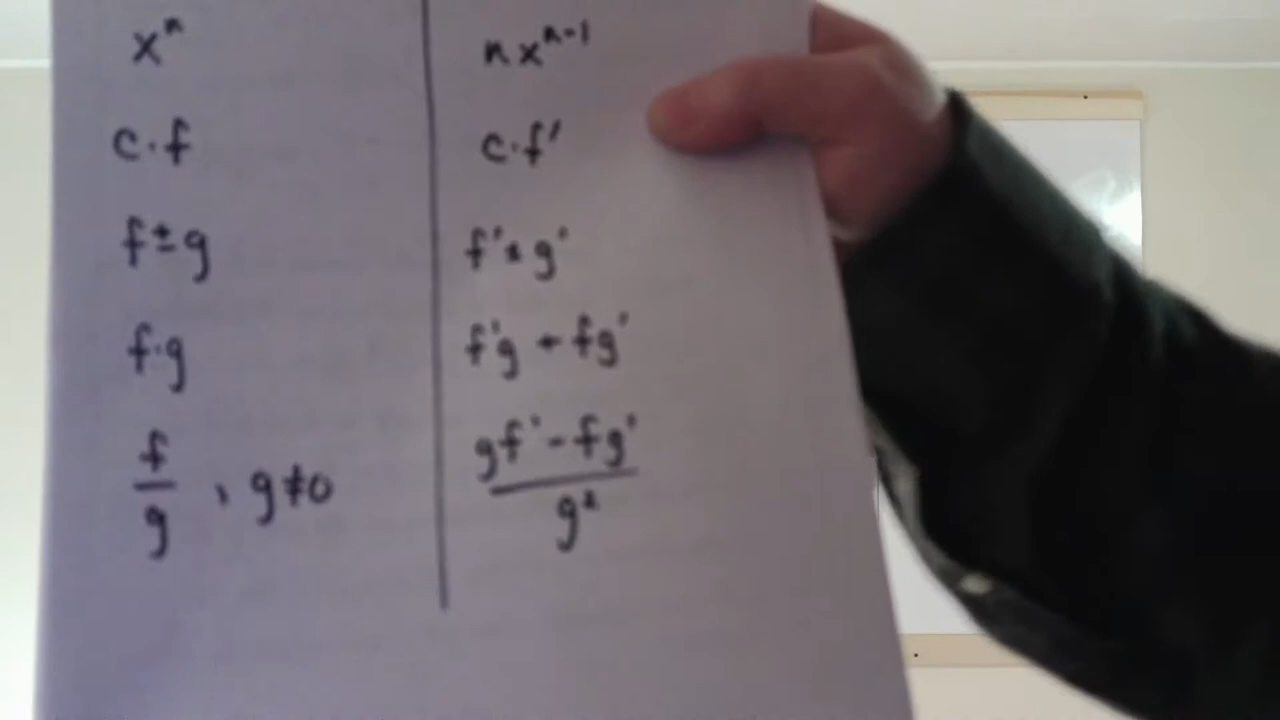 xⁿ nxⁿ⁻¹
c·f c·f'
f±g f'±g'
f·g f'g + fg'
f/g , g≠0 (gf' - fg')/g²